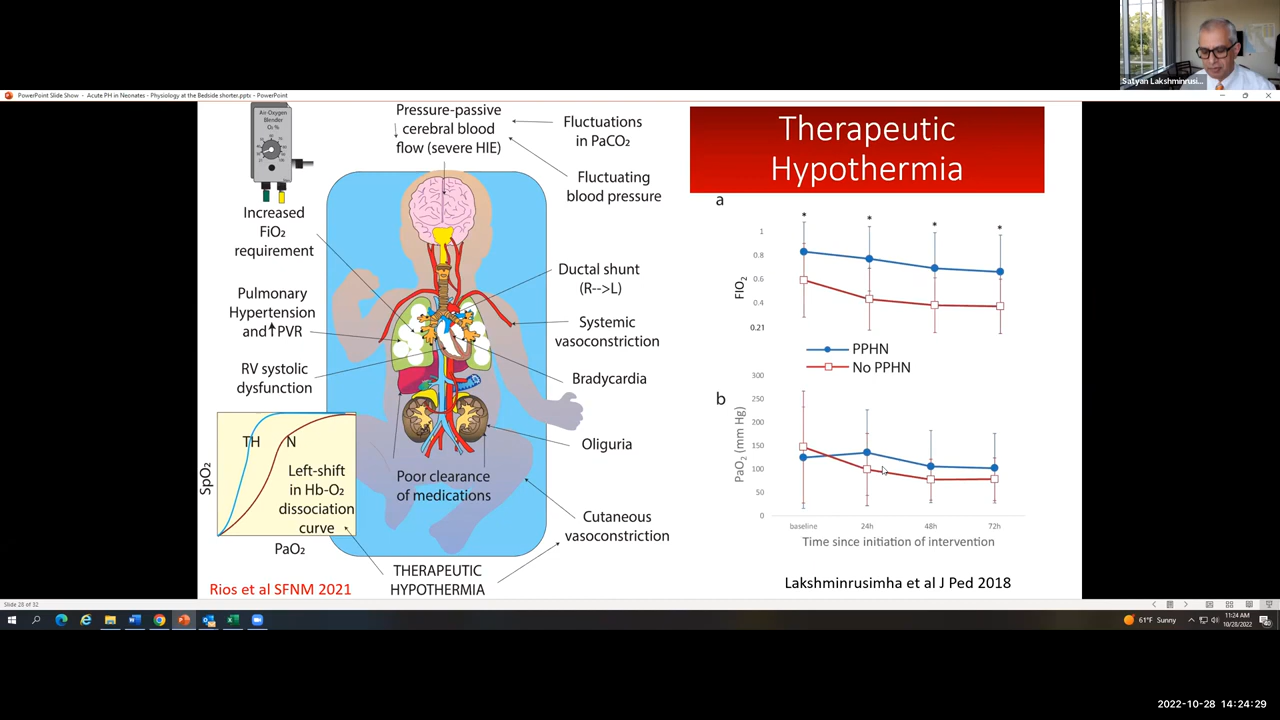 Satyan Lakshminrusi...
PowerPoint Slide Show - Acute PH in Neonates - Physiology at the Bedside shorter.pptx - PowerPoint
Air-Oxygen
Blender
O₂ %
Increased
FiO₂
requirement
Pulmonary
Hypertension
and↑PVR
RV systolic
dysfunction
Pressure-passive
cerebral blood
↓ flow (severe HIE)
Fluctuations
in PaCO₂
Fluctuating
blood pressure
Ductal shunt
(R-->L)
Systemic
vasoconstriction
Bradycardia
Oliguria
Poor clearance
of medications
Cutaneous
vasoconstriction
SpO₂
TH
N
Left-shift
in Hb-O₂
dissociation
curve
PaO₂
THERAPEUTIC
HYPOTHERMIA
Rios et al SFNM 2021
Therapeutic
Hypothermia
a
* * * *
FIO₂
1
0.8
0.6
0.4
0.21
PPHN
No PPHN
b
PaO₂ (mm Hg)
300
250
200
150
100
50
0
baseline 24h 48h 72h
Time since initiation of intervention
Lakshminrusimha et al J Ped 2018
Slide 28 of 32
61°F Sunny
11:24 AM
10/28/2022
2022-10-28 14:24:29